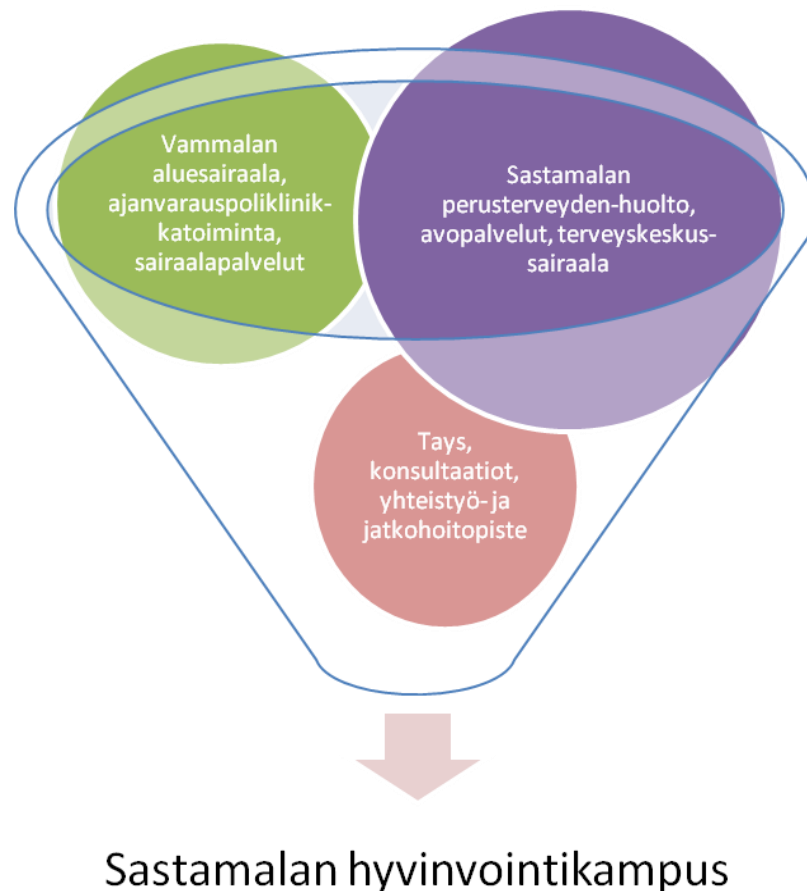 Vammalan
aluesairaala,
ajanvarauspoliklinik-
katoiminta,
sairaalapalvelut
Sastamalan
perusterveyden-huolto,
avopalvelut, terveyskeskus-
sairaala
Tays,
konsultaatiot,
yhteistyö- ja
jatkohoitopiste
Sastamalan hyvinvointikampus